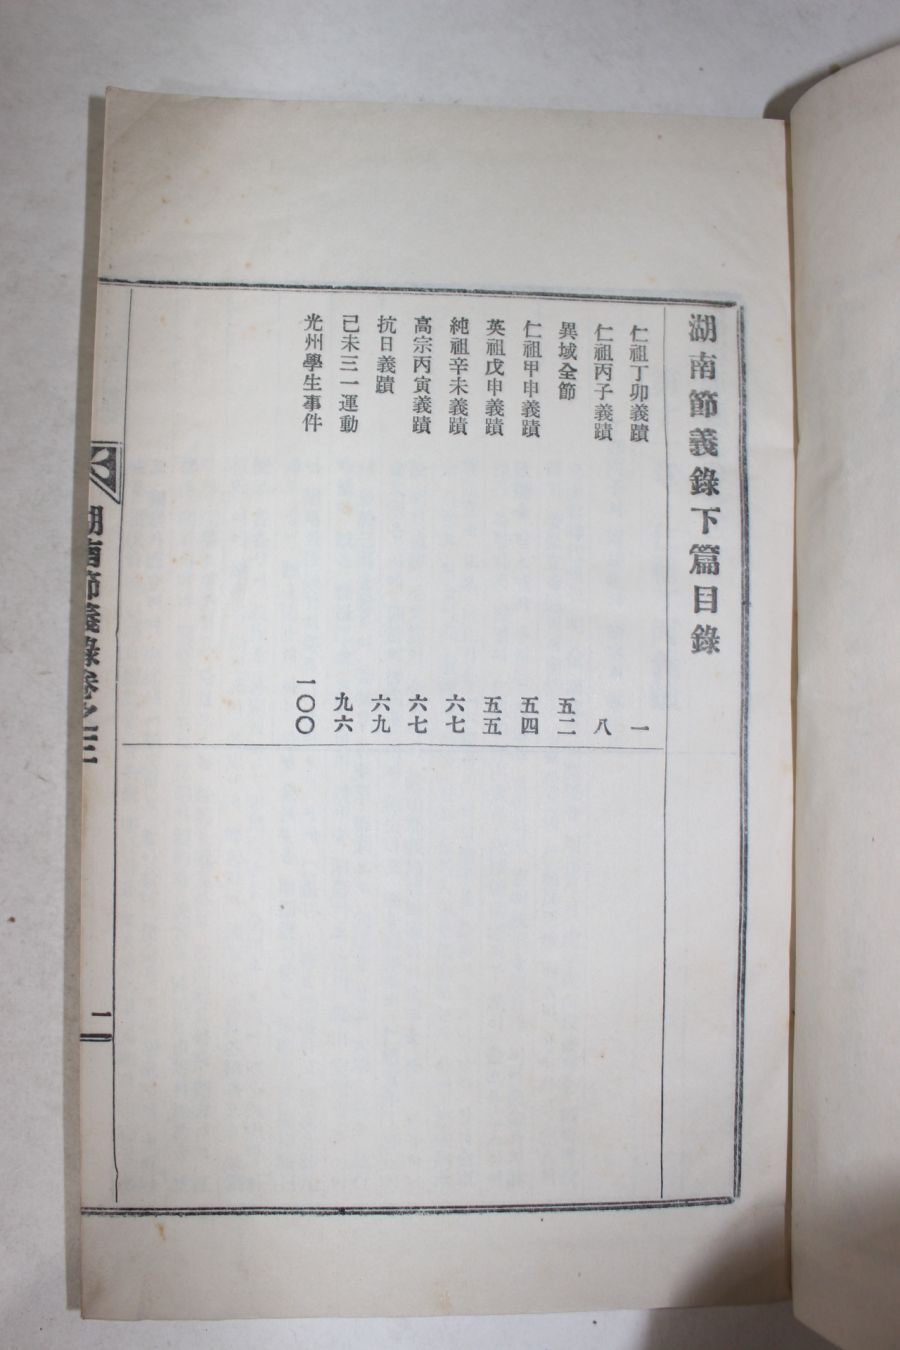 湖南節義錄下篇目錄
仁祖丁卯義蹟 一
仁祖丙子義蹟 八
異域全節 五二
仁祖甲申義蹟 五四
英祖戊申義蹟 五五
純祖辛未義蹟 六七
高宗丙寅義蹟 六七
抗日義蹟 六九
己未三一運動 九六
光州學生事件 一〇〇
湖南節義錄卷之
二